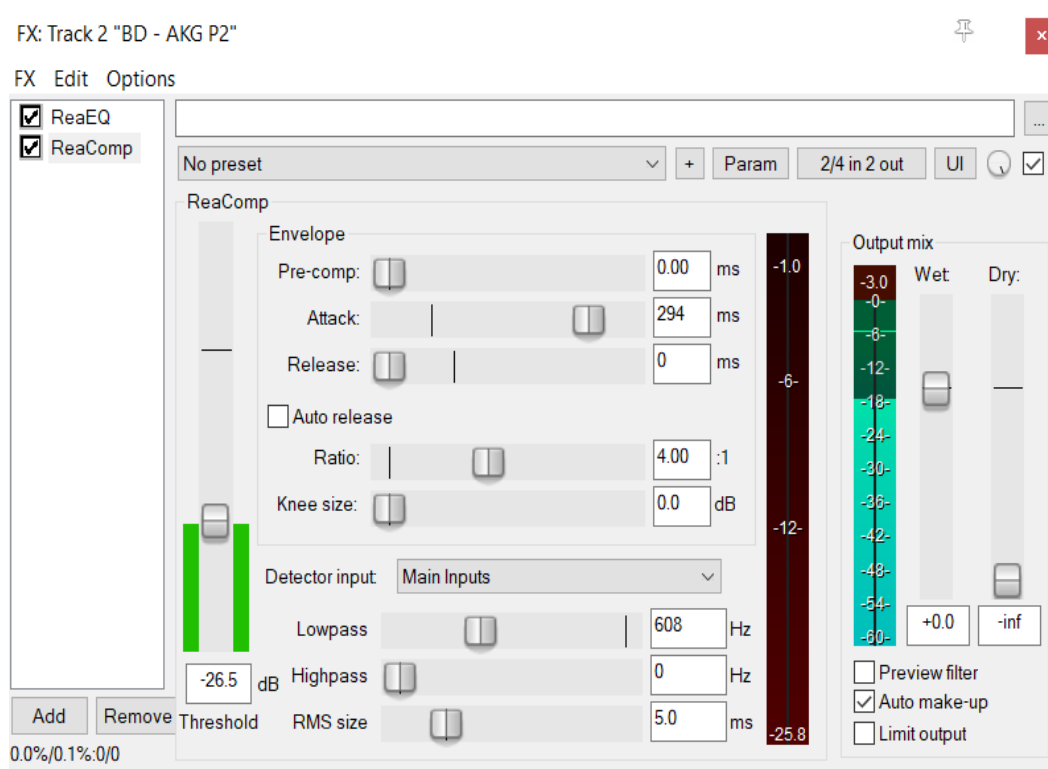 FX: Track 2 "BD - AKG P2"
x
FX Edit Options
ReaEQ
ReaComp
...
No preset + Param 2/4 in 2 out UI
ReaComp
Envelope
Pre-comp: 0.00 ms
Attack: 294 ms
Release: 0 ms
Auto release
Ratio: 4.00 :1
Knee size: 0.0 dB
Detector input: Main Inputs
Lowpass 608 Hz
Highpass 0 Hz
RMS size 5.0 ms
-26.5 dB
Threshold
-1.0
-6-
-12-
-25.8
Output mix
Wet: Dry:
-3.0
-0-
-6-
-12-
-18-
-24-
-30-
-36-
-42-
-48-
-54-
-60-
+0.0 -inf
Preview filter
Auto make-up
Limit output
Add Remove
0.0%/0.1%:0/0